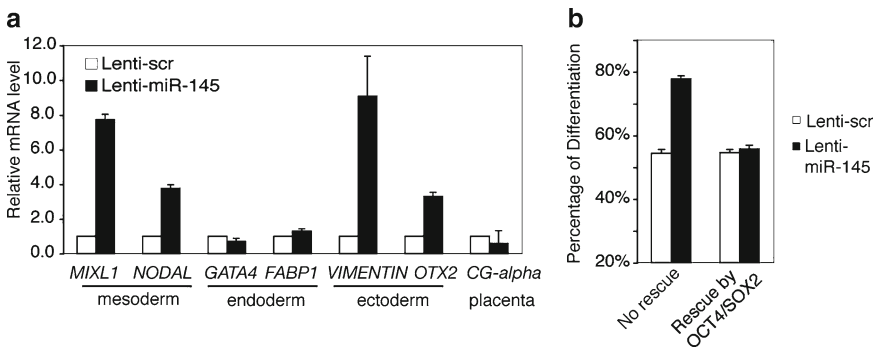 a
12.0
10.0
8.0
6.0
4.0
2.0
0.0
Relative mRNA level
Lenti-scr
Lenti-miR-145
MIXL1 NODAL GATA4 FABP1 VIMENTIN OTX2 CG-alpha
mesoderm endoderm ectoderm placenta
b
80%
60%
40%
20%
Percentage of Differentiation
Lenti-scr
Lenti-
miR-145
No rescue
Rescue by
OCT4/SOX2